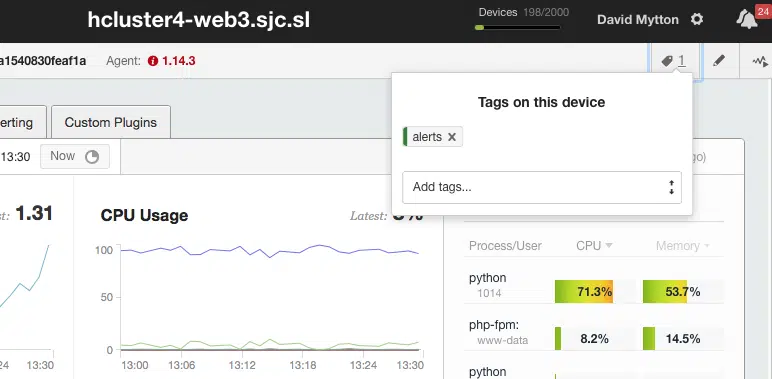 hcluster4-web3.sjc.sl
Devices 198/2000
David Mytton
24
a1540830feaf1a
Agent: 1.14.3
1
Tags on this device
alerts
Add tags...
erting
Custom Plugins
13:30
Now
go)
1.31
CPU Usage
Latest:
100
50
0
24 13:30
13:00 13:06 13:12 13:18 13:24 13:30
Process/User CPU Memory
python
1014
71.3% 53.7%
php-fpm:
www-data
8.2% 14.5%
python